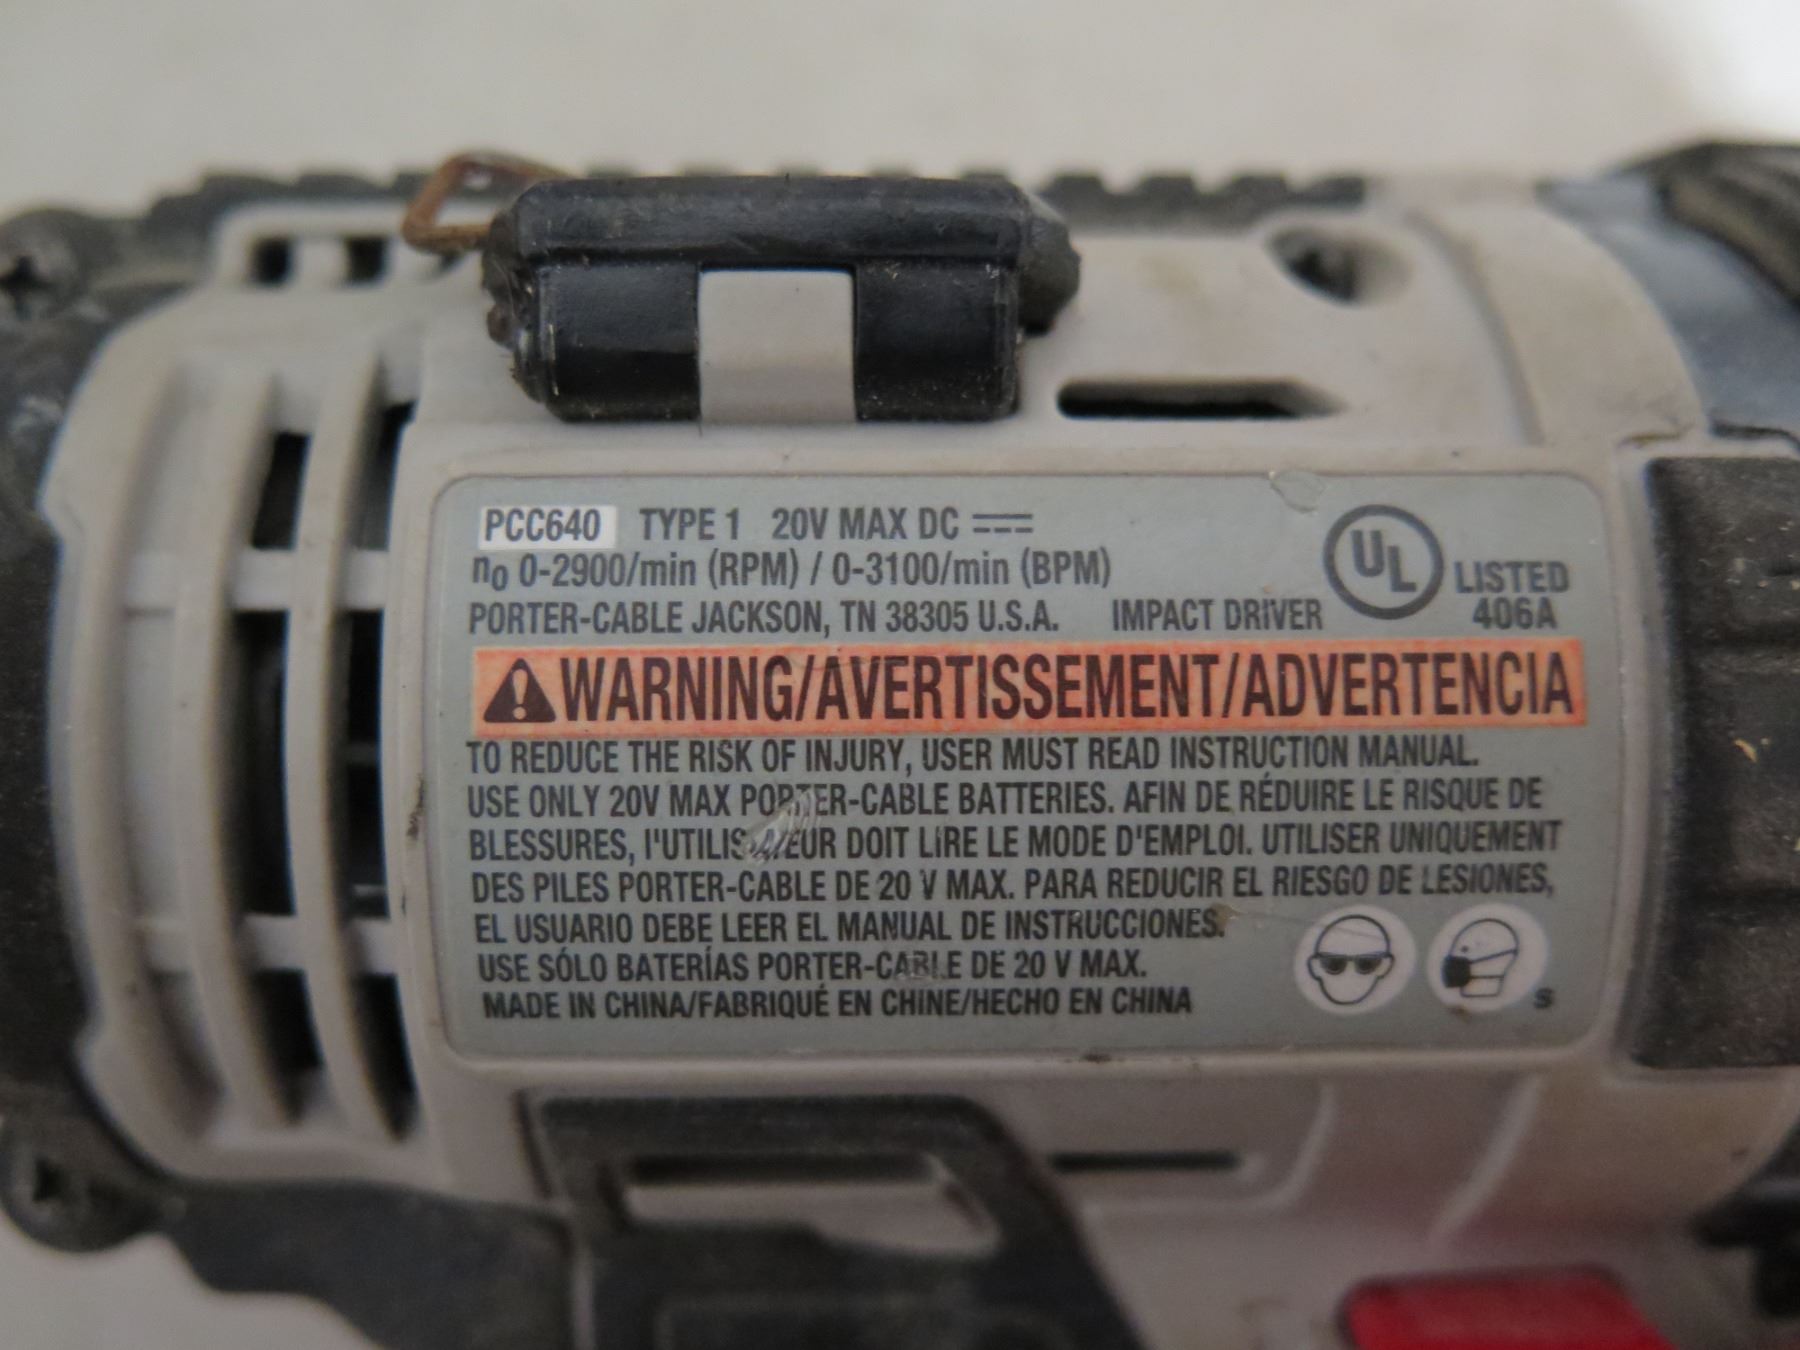 PCC640 TYPE 1 20V MAX DC
n0 0-2900/min (RPM) / 0-3100/min (BPM)
PORTER-CABLE JACKSON, TN 38305 U.S.A. IMPACT DRIVER
UL LISTED
406A
WARNING/AVERTISSEMENT/ADVERTENCIA
TO REDUCE THE RISK OF INJURY, USER MUST READ INSTRUCTION MANUAL.
USE ONLY 20V MAX PORTER-CABLE BATTERIES. AFIN DE RÉDUIRE LE RISQUE DE
BLESSURES, l'UTILISATEUR DOIT LIRE LE MODE D'EMPLOI. UTILISER UNIQUEMENT
DES PILES PORTER-CABLE DE 20 V MAX. PARA REDUCIR EL RIESGO DE LESIONES,
EL USUARIO DEBE LEER EL MANUAL DE INSTRUCCIONES.
USE SÓLO BATERÍAS PORTER-CABLE DE 20 V MAX.
MADE IN CHINA/FABRIQUÉ EN CHINE/HECHO EN CHINA
S